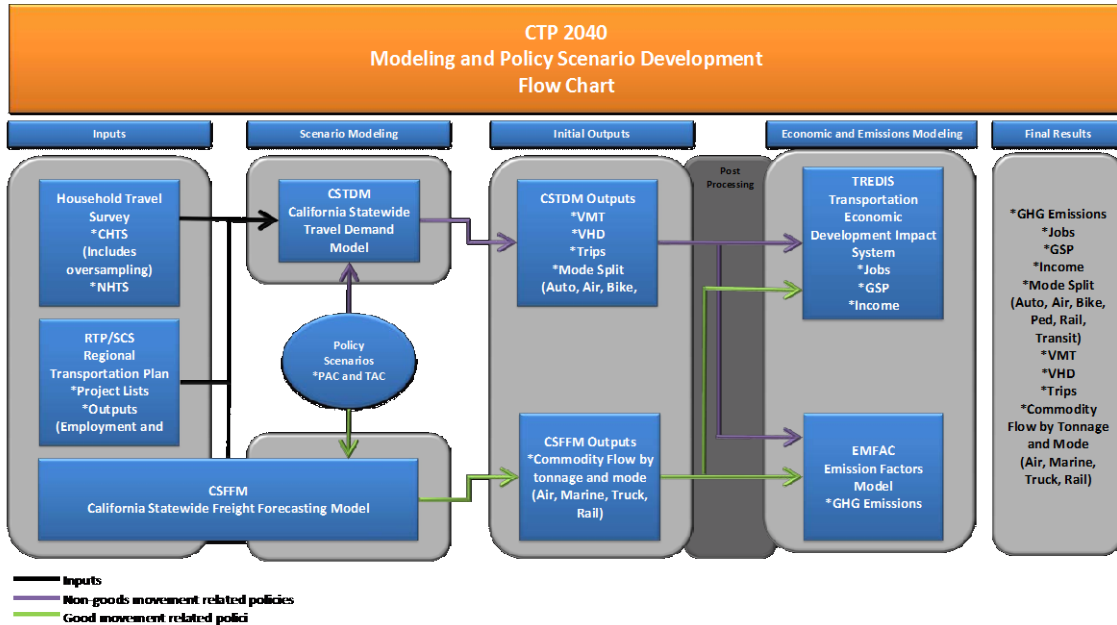 CTP 2040
Modeling and Policy Scenario Development
Flow Chart
Inputs
Scenario Modeling
Initial Outputs
Economic and Emissions Modeling
Final Results
Household Travel
Survey
*CHTS
(Includes
oversampling)
*NHTS
RTP/SCS
Regional
Transportation Plan
*Project Lists
*Outputs
(Employment and
CSTDM
California Statewide
Travel Demand
Model
Policy
Scenarios
*PAC and TAC
CSFFM
California Statewide Freight Forecasting Model
CSTDM Outputs
*VMT
*VHD
*Trips
*Mode Split
(Auto, Air, Bike,
CSFFM Outputs
*Commodity Flow by
tonnage and mode
(Air, Marine, Truck,
Rail)
Post
Processing
TREDIS
Transportation
Economic
Development Impact
System
*Jobs
*GSP
*Income
EMFAC
Emission Factors
Model
*GHG Emissions
*GHG Emissions
*Jobs
*GSP
*Income
*Mode Split
(Auto, Air, Bike,
Ped, Rail,
Transit)
*VMT
*VHD
*Trips
*Commodity
Flow by Tonnage
and Mode
(Air, Marine,
Truck, Rail)
Inputs
Non-goods movement related policies
Good movement related polici